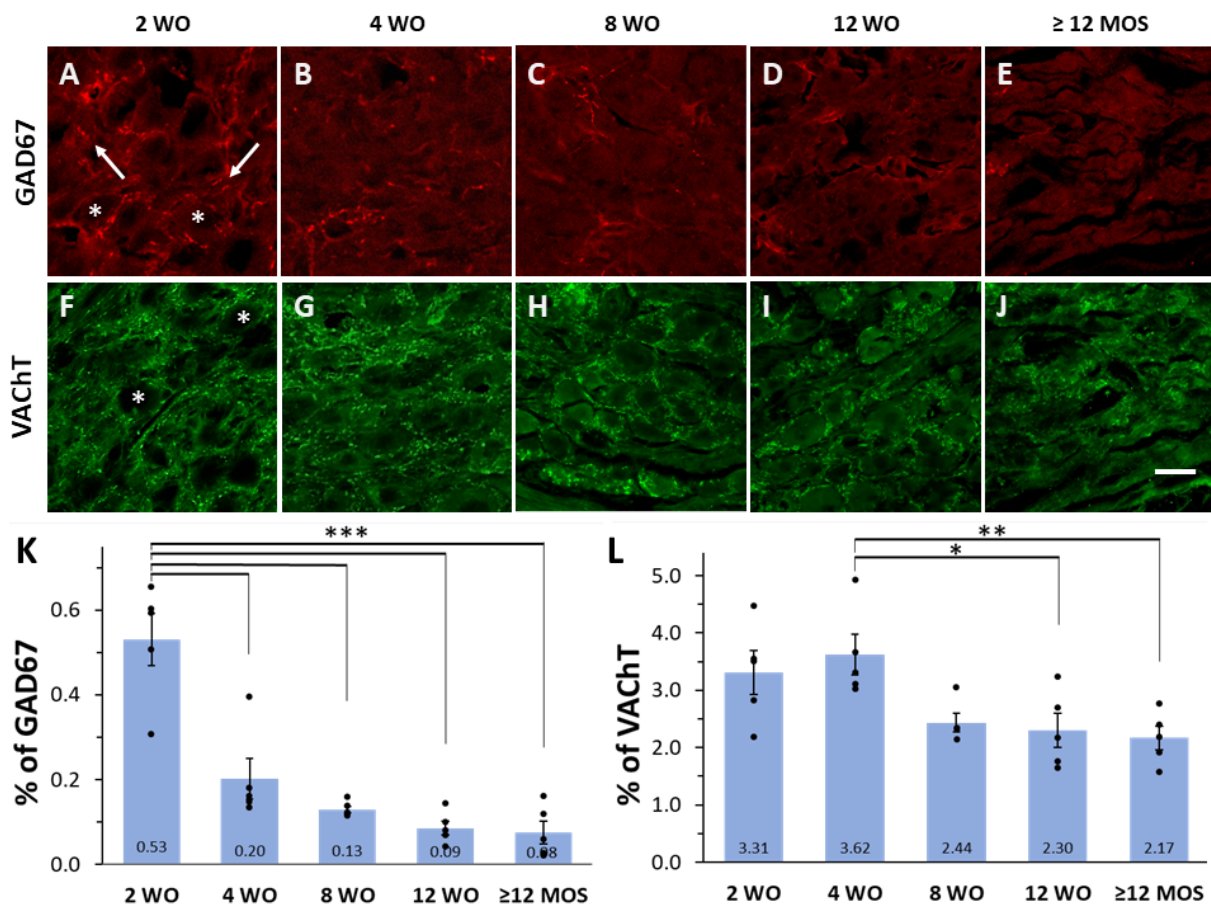 2 WO 4 WO 8 WO 12 WO ≥ 12 MOS
GAD67
A B C D E
* *
VAChT
F G H I J
*
*
K
***
% of GAD67
0.6
0.4
0.2
0.0
0.53 0.20 0.13 0.09 0.08
2 WO 4 WO 8 WO 12 WO ≥12 MOS
L
**
*
% of VAChT
5.0
4.0
3.0
2.0
1.0
0.0
3.31 3.62 2.44 2.30 2.17
2 WO 4 WO 8 WO 12 WO ≥12 MOS